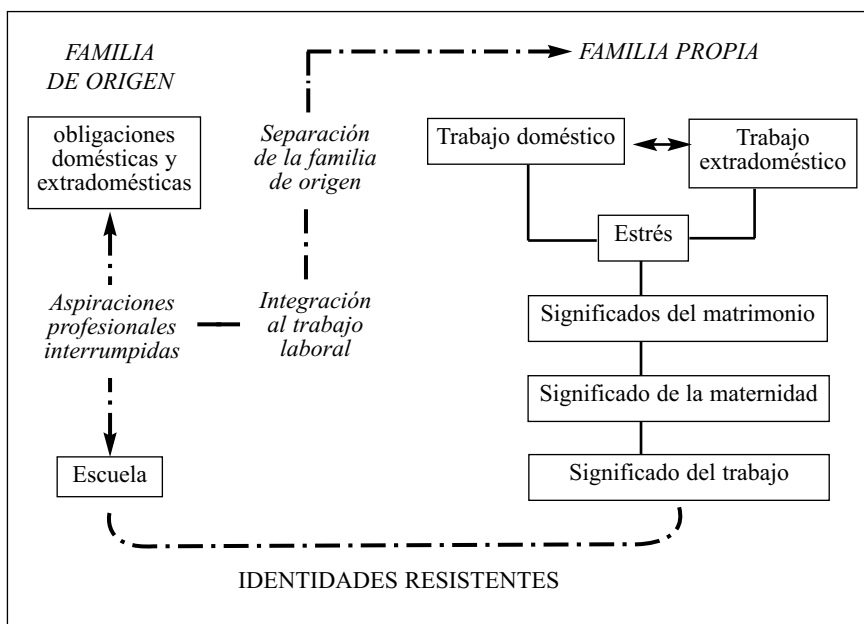 FAMILIA
DE ORIGEN
obligaciones
domésticas y
extradomésticas
Aspiraciones
profesionales
interrumpidas
Escuela
Separación
de la familia
de origen
Integración
al trabajo
laboral
FAMILIA PROPIA
Trabajo doméstico
Trabajo
extradoméstico
Estrés
Significados del matrimonio
Significado de la maternidad
Significado del trabajo
IDENTIDADES RESISTENTES